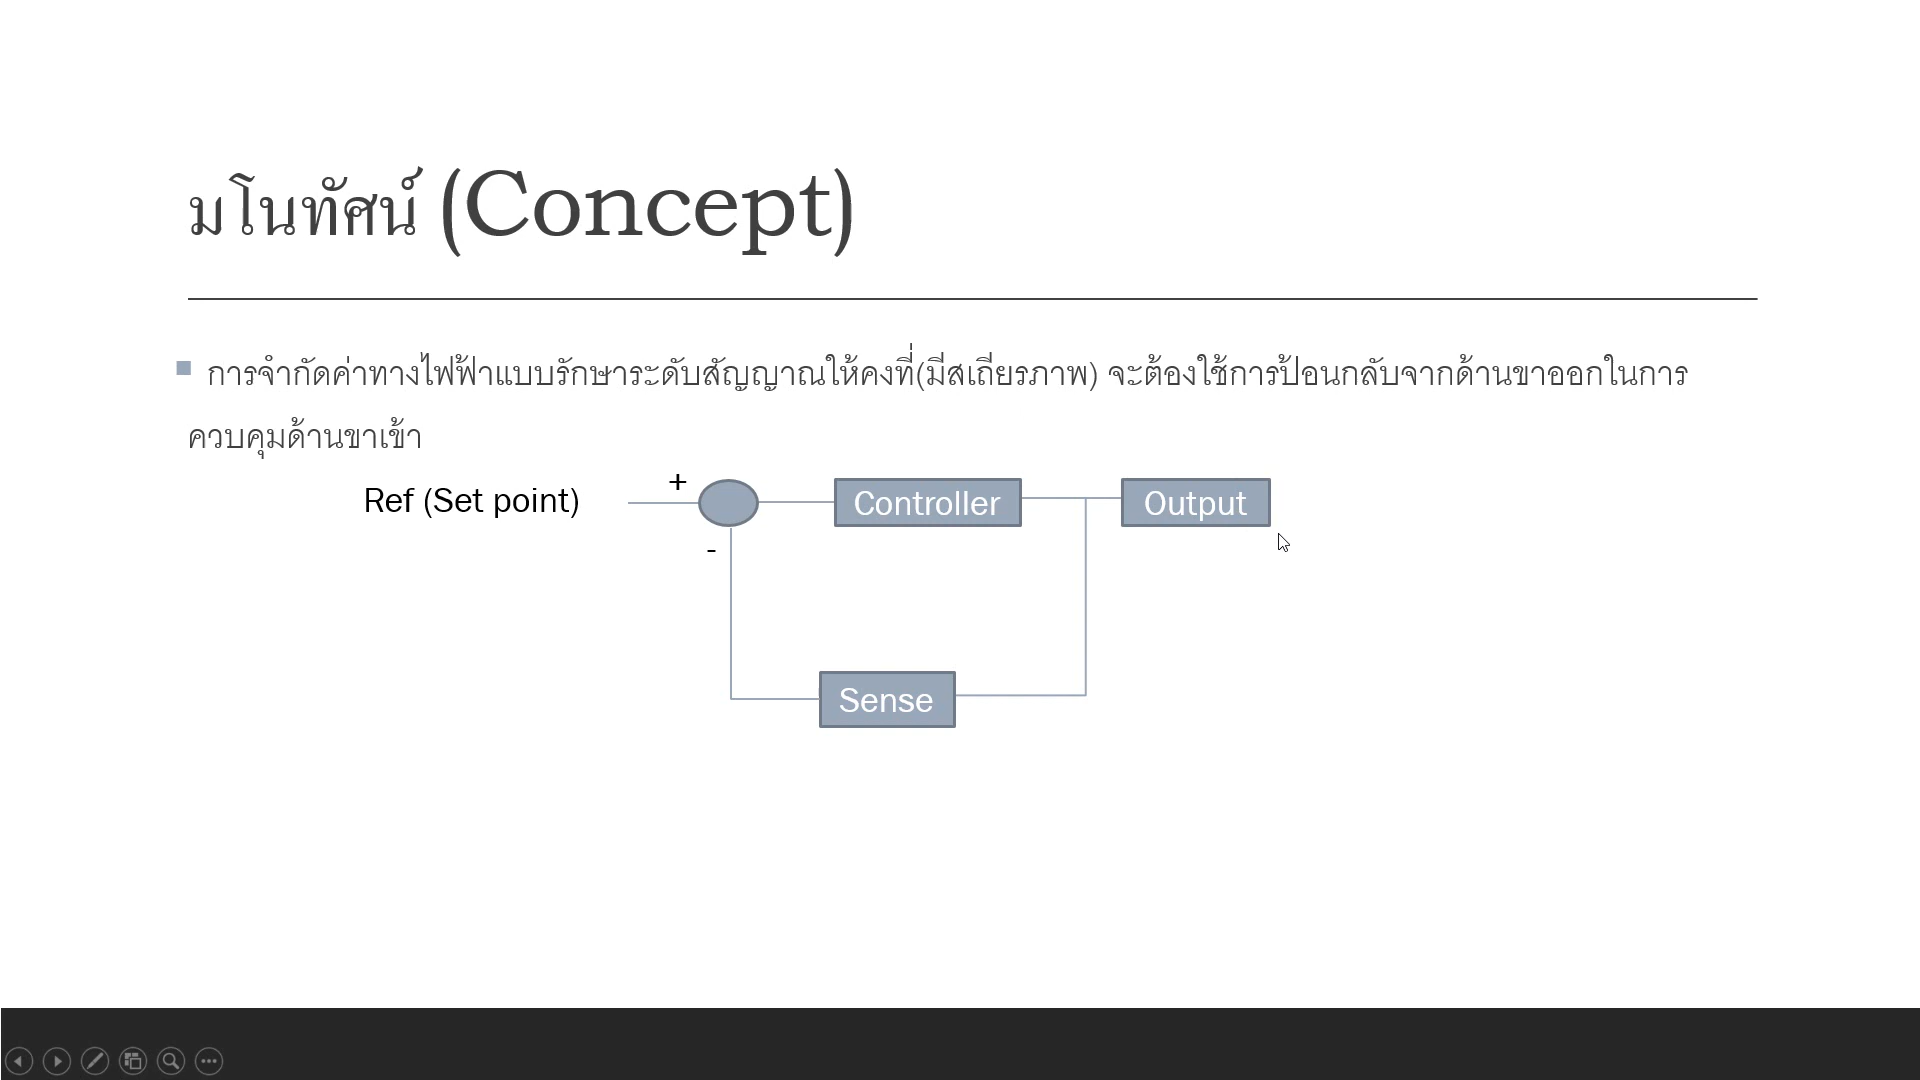 มโนทัศน์ (Concept)
การจำกัดค่าทางไฟฟ้าแบบรักษาระดับสัญญาณให้คงที่(มีสเถียรภาพ) จะต้องใช้การป้อนกลับจากด้านขาออกในการ
ควบคุมด้านขาเข้า
Ref (Set point)
+
-
Controller
Output
Sense